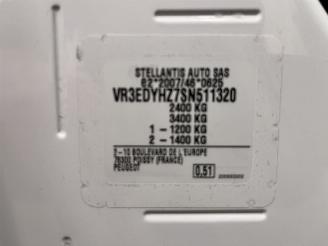 STELLANTIS AUTO SAS
e2*2007/46*0625
VR3EDYHZ7SN511320
2400 KG
3400 KG
1 - 1200 KG
2 - 1400 KG
2-10 BOULEVARD DE L'EUROPE
78300 POISSY (FRANCE)
PEUGEOT
0.51